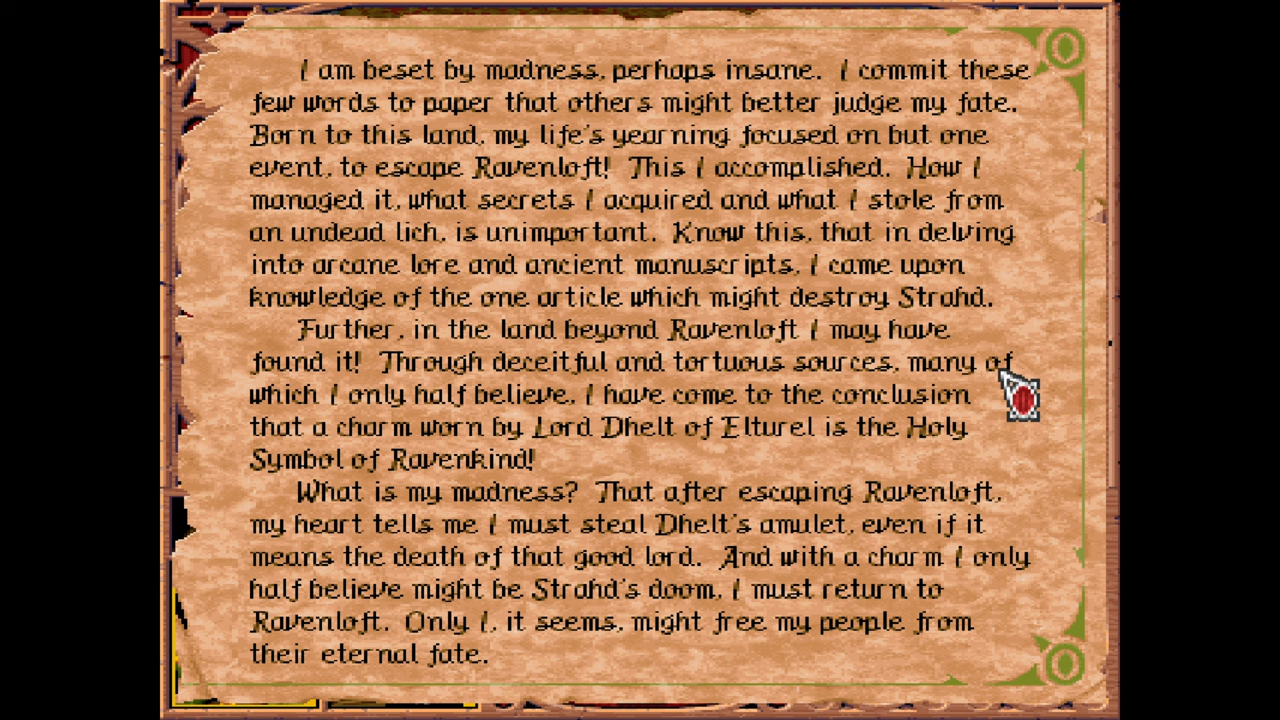 I am beset by madness, perhaps insane. I commit these
few words to paper that others might better judge my fate.
Born to this land, my life's yearning focused on but one
event, to escape Ravenloft! This I accomplished. How I
managed it, what secrets I acquired and what I stole from
an undead lich, is unimportant. Know this, that in delving
into arcane lore and ancient manuscripts, I came upon
knowledge of the one article which might destroy Strahd.
Further, in the land beyond Ravenloft I may have
found it! Through deceitful and tortuous sources, many of
which I only half believe, I have come to the conclusion
that a charm worn by Lord Dhelt of Elturel is the Holy
Symbol of Ravenkind!
What is my madness? That after escaping Ravenloft,
my heart tells me I must steal Dhelt's amulet, even if it
means the death of that good lord. And with a charm I only
half believe might be Strahd's doom, I must return to
Ravenloft. Only I, it seems, might free my people from
their eternal fate.